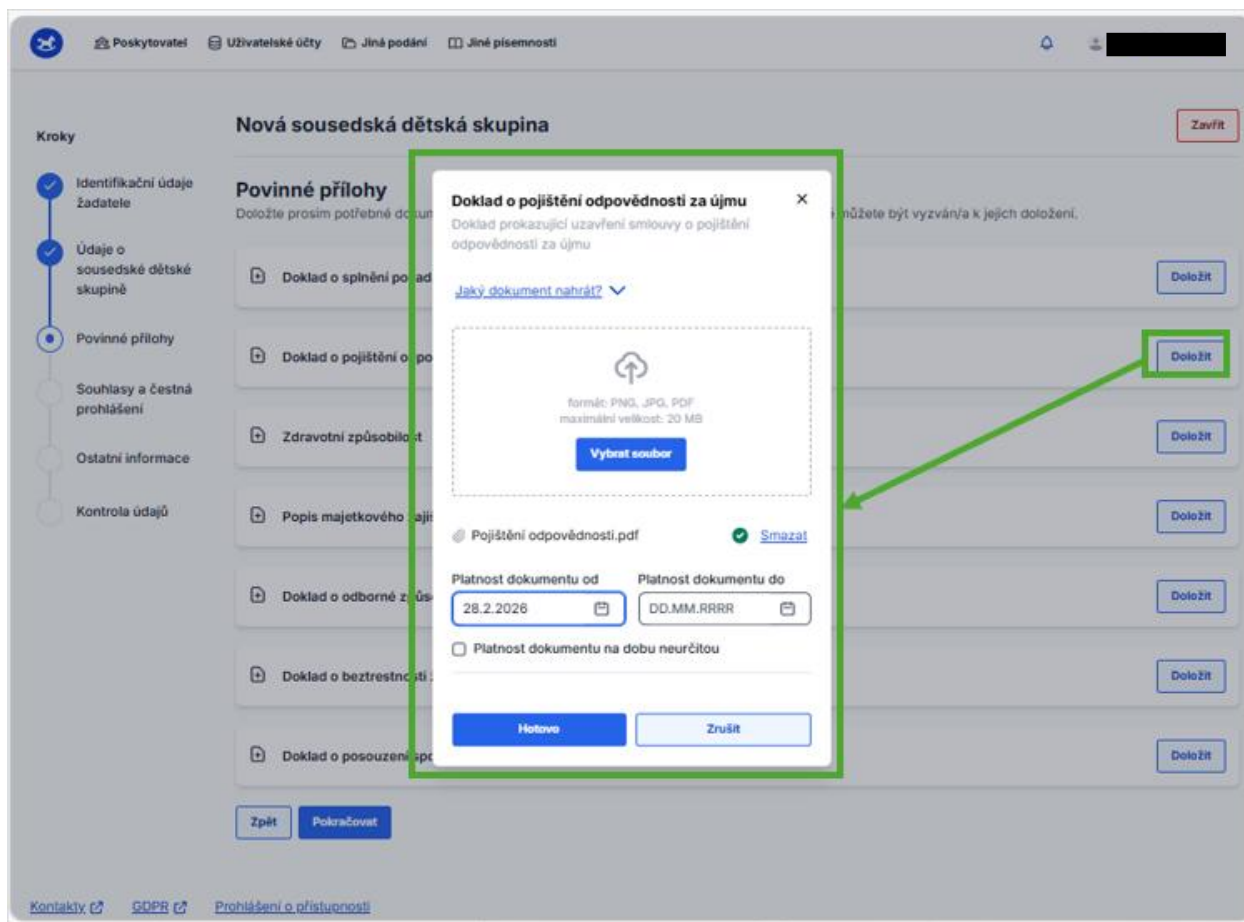 Poskytovatel Uživatelské účty Jiná podání Jiné písemnosti
Kroky
Identifikační údaje
žadatele
Údaje o
sousedské dětské
skupině
Povinné přílohy
Souhlasy a čestná
prohlášení
Ostatní informace
Kontrola údajů
Nová sousedská dětská skupina
Zavřít
Povinné přílohy
Doložte prosím potřebné můžete být vyzván/a k jejich doložení.
Doklad o splnění Doložit
Doklad o pojištění Doložit
Zdravotní způsobilost Doložit
Popis majetkového Doložit
Doklad o odborné Doložit
Doklad o Doložit
Doklad o posouzení Doložit
Zpět Pokračovat
Doklad o pojištění odpovědnosti za újmu
Doklad prokazující uzavření smlouvy o pojištění
odpovědnosti za újmu
Jaký dokument nahrát?
formát: PNG, JPG, PDF
maximální velikost: 20 MB
Vybrat soubor
Pojištění odpovědnosti.pdf Smazat
Platnost dokumentu od Platnost dokumentu do
28.2.2026 DD.MM.RRRR
Platnost dokumentu na dobu neurčitou
Hotovo Zrušit
Kontakty GDPR Prohlášení o přístupnosti